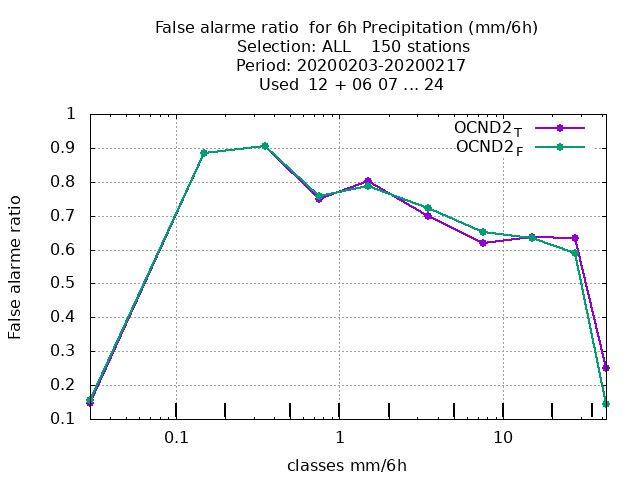 False alarme ratio  for 6h Precipitation (mm/6h)
Selection: ALL    150 stations
Period: 20200203-20200217
Used  12 + 06 07 ... 24
OCND2T
OCND2F
1
0.9
0.8
0.7
0.6
0.5
0.4
0.3
0.2
0.1
False alarme ratio
0.1 1 10
classes mm/6h